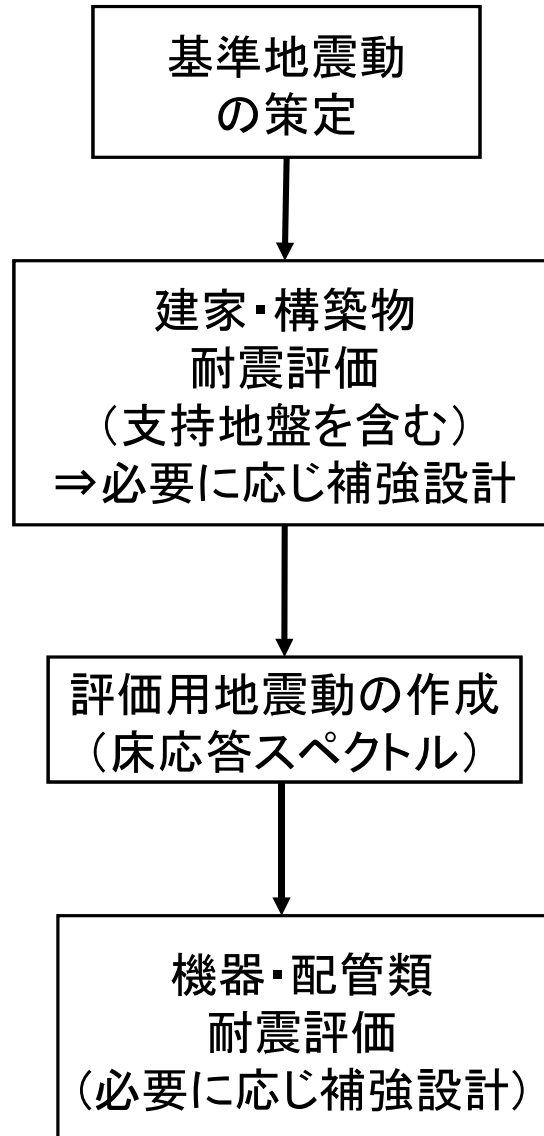 基準地震動
の策定
建家・構築物
耐震評価
（支持地盤を含む）
⇒必要に応じ補強設計
評価用地震動の作成
（床応答スペクトル）
機器・配管類
耐震評価
（必要に応じ補強設計）